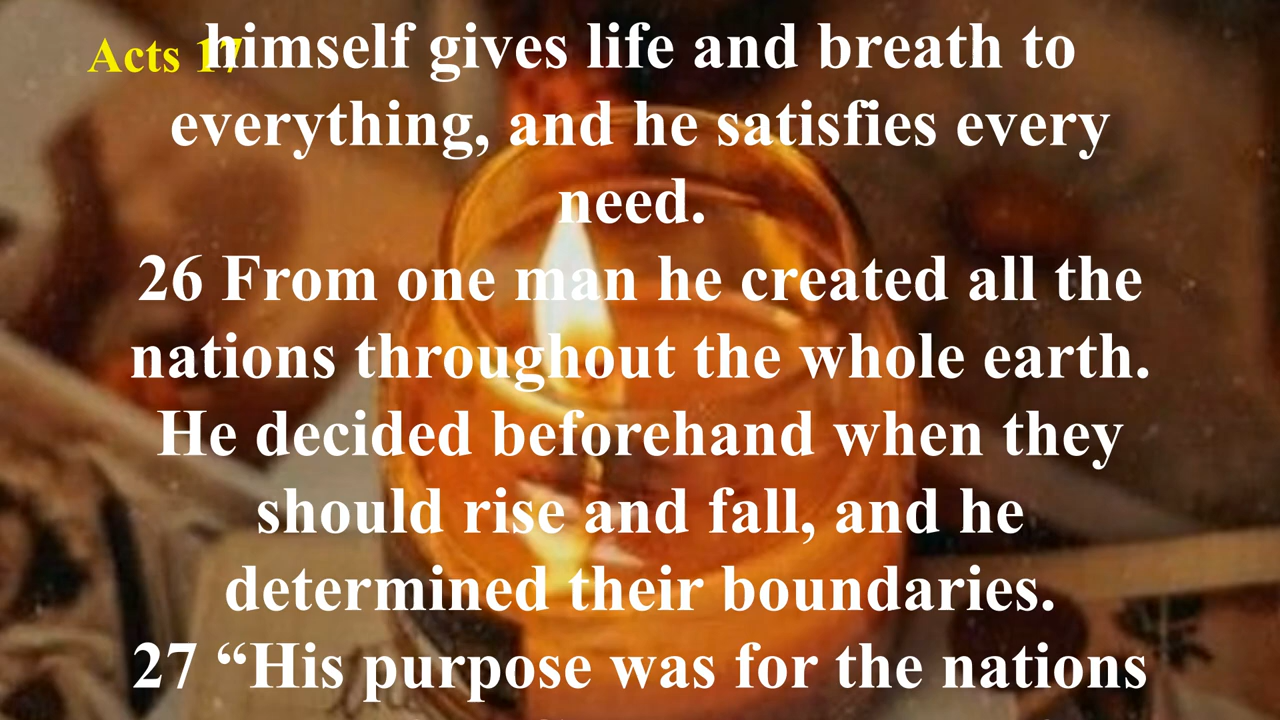 Acts 17
himself gives life and breath to
everything, and he satisfies every
need.
26 From one man he created all the
nations throughout the whole earth.
He decided beforehand when they
should rise and fall, and he
determined their boundaries.
27 “His purpose was for the nations